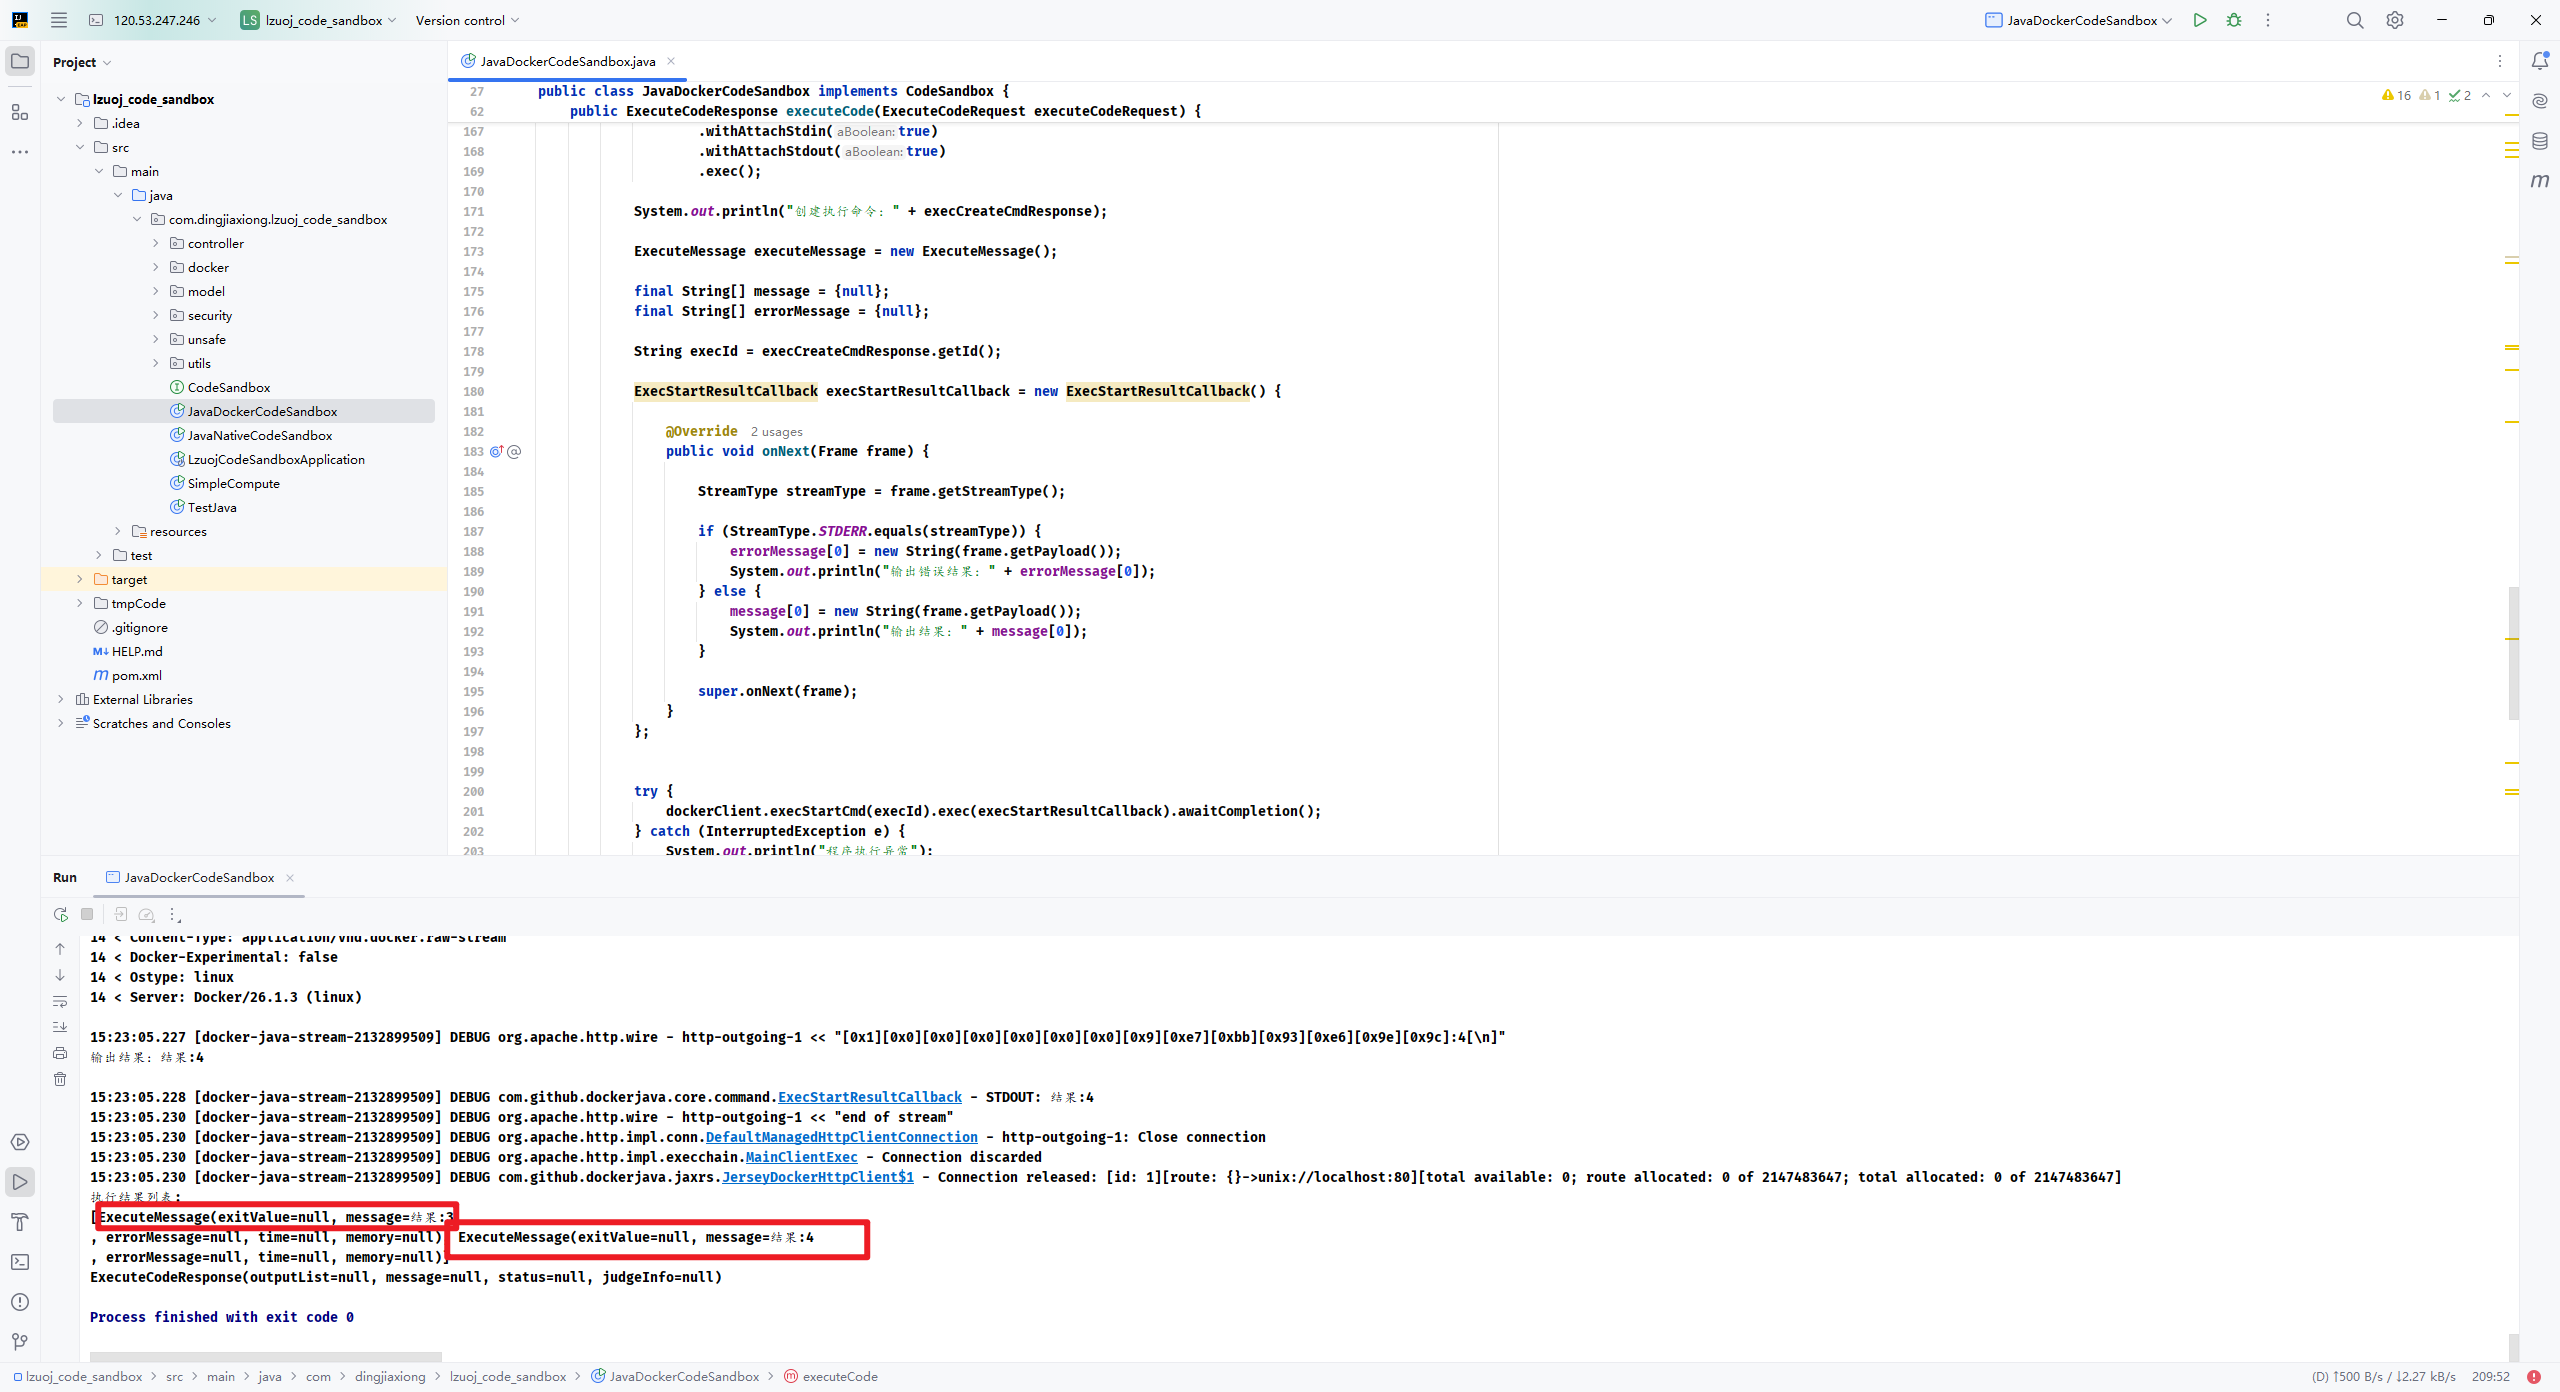 120.53.247.246 LS lzuoj_code_sandbox Version control JavaDockerCodeSandbox
Project
lzuoj_code_sandbox
.idea
src
main
java
com.dingjiaxiong.lzuoj_code_sandbox
controller
docker
model
security
unsafe
utils
CodeSandbox
JavaDockerCodeSandbox
JavaNativeCodeSandbox
LzuojCodeSandboxApplication
SimpleCompute
TestJava
resources
test
target
tmpCode
.gitignore
M↓ HELP.md
m pom.xml
External Libraries
Scratches and Consoles
JavaDockerCodeSandbox.java
16 1 2
27 public class JavaDockerCodeSandbox implements CodeSandbox {
62 public ExecuteCodeResponse executeCode(ExecuteCodeRequest executeCodeRequest) {
167 .withAttachStdin( aBoolean: true)
168 .withAttachStdout( aBoolean: true)
169 .exec();
170
171 System.out.println("创建执行命令: " + execCreateCmdResponse);
172
173 ExecuteMessage executeMessage = new ExecuteMessage();
174
175 final String[] message = {null};
176 final String[] errorMessage = {null};
177
178 String execId = execCreateCmdResponse.getId();
179
180 ExecStartResultCallback execStartResultCallback = new ExecStartResultCallback() {
181
182 @Override 2 usages
183 public void onNext(Frame frame) {
184
185 StreamType streamType = frame.getStreamType();
186
187 if (StreamType.STDERR.equals(streamType)) {
188 errorMessage[0] = new String(frame.getPayload());
189 System.out.println("输出错误结果: " + errorMessage[0]);
190 } else {
191 message[0] = new String(frame.getPayload());
192 System.out.println("输出结果: " + message[0]);
193 }
194
195 super.onNext(frame);
196 }
197 };
198
199
200 try {
201 dockerClient.execStartCmd(execId).exec(execStartResultCallback).awaitCompletion();
202 } catch (InterruptedException e) {
203 System.out.println("程序执行异常");
Run JavaDockerCodeSandbox
14 < Content-Type: application/vnd.docker.raw-stream
14 < Docker-Experimental: false
14 < Ostype: linux
14 < Server: Docker/26.1.3 (linux)
15:23:05.227 [docker-java-stream-2132899509] DEBUG org.apache.http.wire - http-outgoing-1 << "[0x1][0x0][0x0][0x0][0x0][0x0][0x0][0x9][0xe7][0xbb][0x93][0xe6][0x9e][0x9c]:4[\n]"
输出结果: 结果:4
15:23:05.228 [docker-java-stream-2132899509] DEBUG com.github.dockerjava.core.command.ExecStartResultCallback - STDOUT: 结果:4
15:23:05.230 [docker-java-stream-2132899509] DEBUG org.apache.http.wire - http-outgoing-1 << "end of stream"
15:23:05.230 [docker-java-stream-2132899509] DEBUG org.apache.http.impl.conn.DefaultManagedHttpClientConnection - http-outgoing-1: Close connection
15:23:05.230 [docker-java-stream-2132899509] DEBUG org.apache.http.impl.execchain.MainClientExec - Connection discarded
15:23:05.230 [docker-java-stream-2132899509] DEBUG com.github.dockerjava.jaxrs.JerseyDockerHttpClient$1 - Connection released: [id: 1][route: {}->unix://localhost:80][total available: 0; route allocated: 0 of 2147483647; total allocated: 0 of 2147483647]
执行结果列表:
[ExecuteMessage(exitValue=null, message=结果:3
, errorMessage=null, time=null, memory=null) ExecuteMessage(exitValue=null, message=结果:4
, errorMessage=null, time=null, memory=null)]
ExecuteCodeResponse(outputList=null, message=null, status=null, judgeInfo=null)
Process finished with exit code 0
lzuoj_code_sandbox > src > main > java > com > dingjiaxiong > lzuoj_code_sandbox > JavaDockerCodeSandbox > executeCode (D) ↑500 B/s / ↓2.27 kB/s 209:52